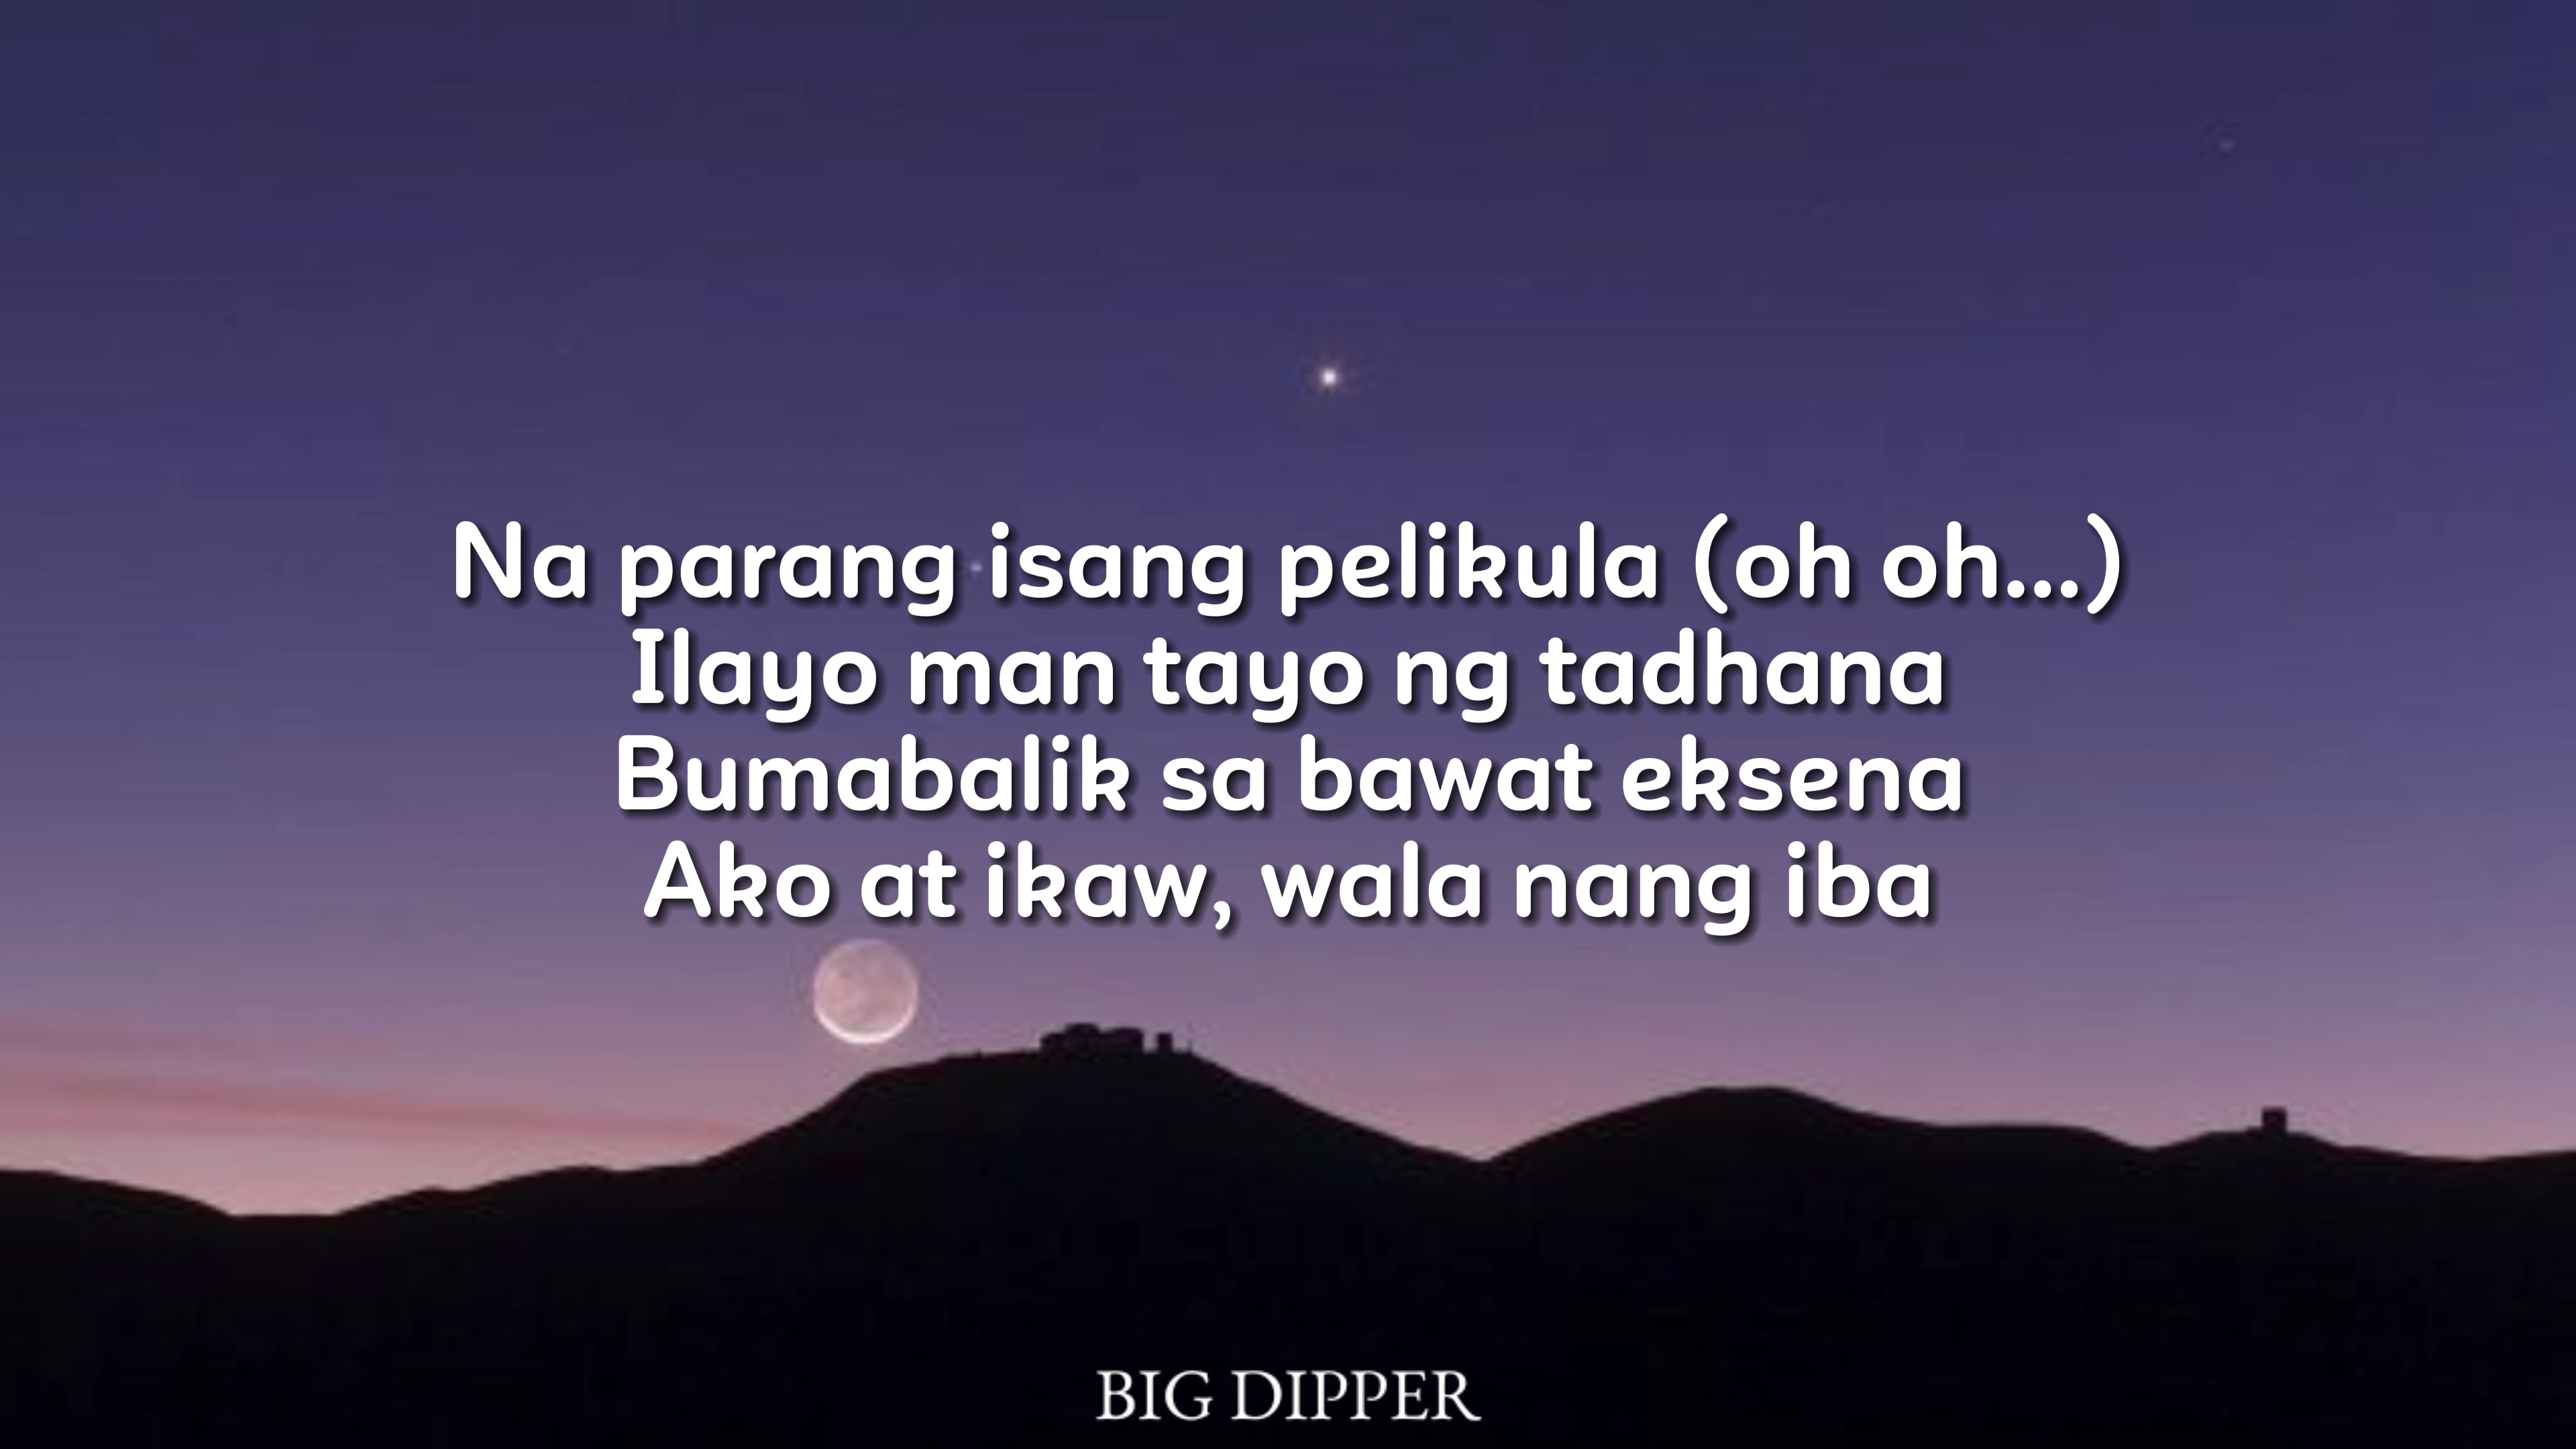 Na parang isang pelikula (oh oh...)
Ilayo man tayo ng tadhana
Bumabalik sa bawat eksena
Ako at ikaw, wala nang iba
BIG DIPPER